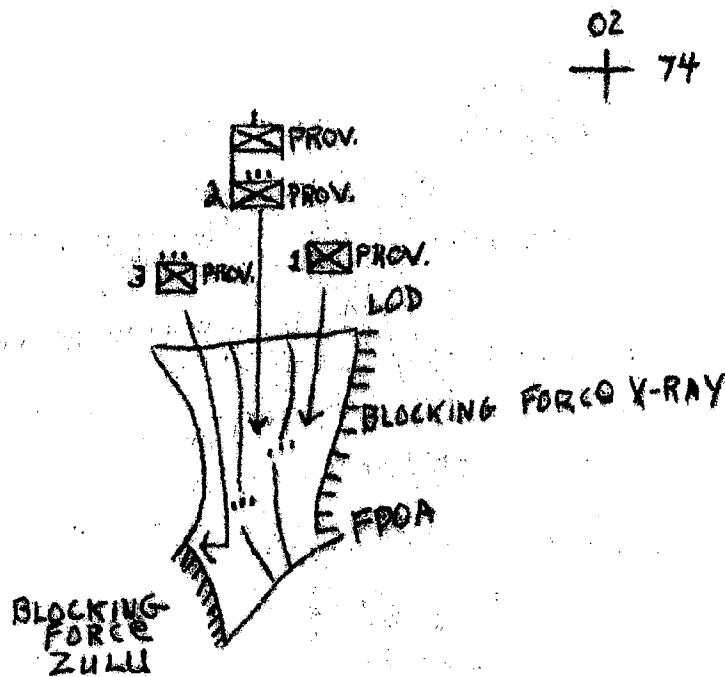 02
74
PROV.
2 PROV.
3 PROV.
1 PROV.
LOD
BLOCKING FORCE X-RAY
FDOA
BLOCKING
FORCE
ZULU